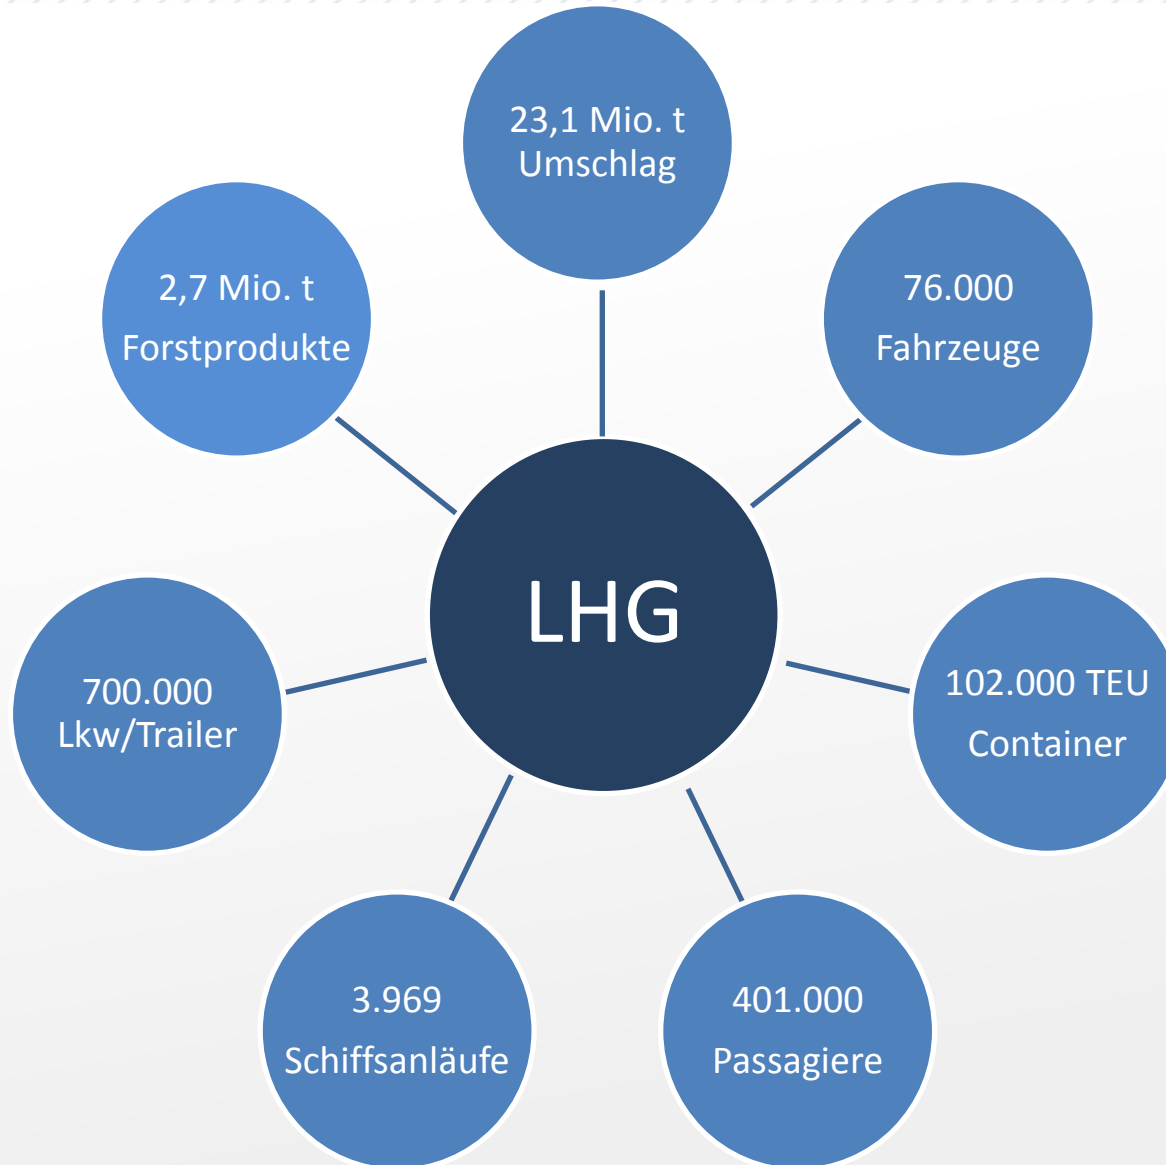 23,1 Mio. t
Umschlag
2,7 Mio. t
Forstprodukte
76.000
Fahrzeuge
LHG
700.000
Lkw/Trailer
102.000 TEU
Container
3.969
Schiffsanläufe
401.000
Passagiere